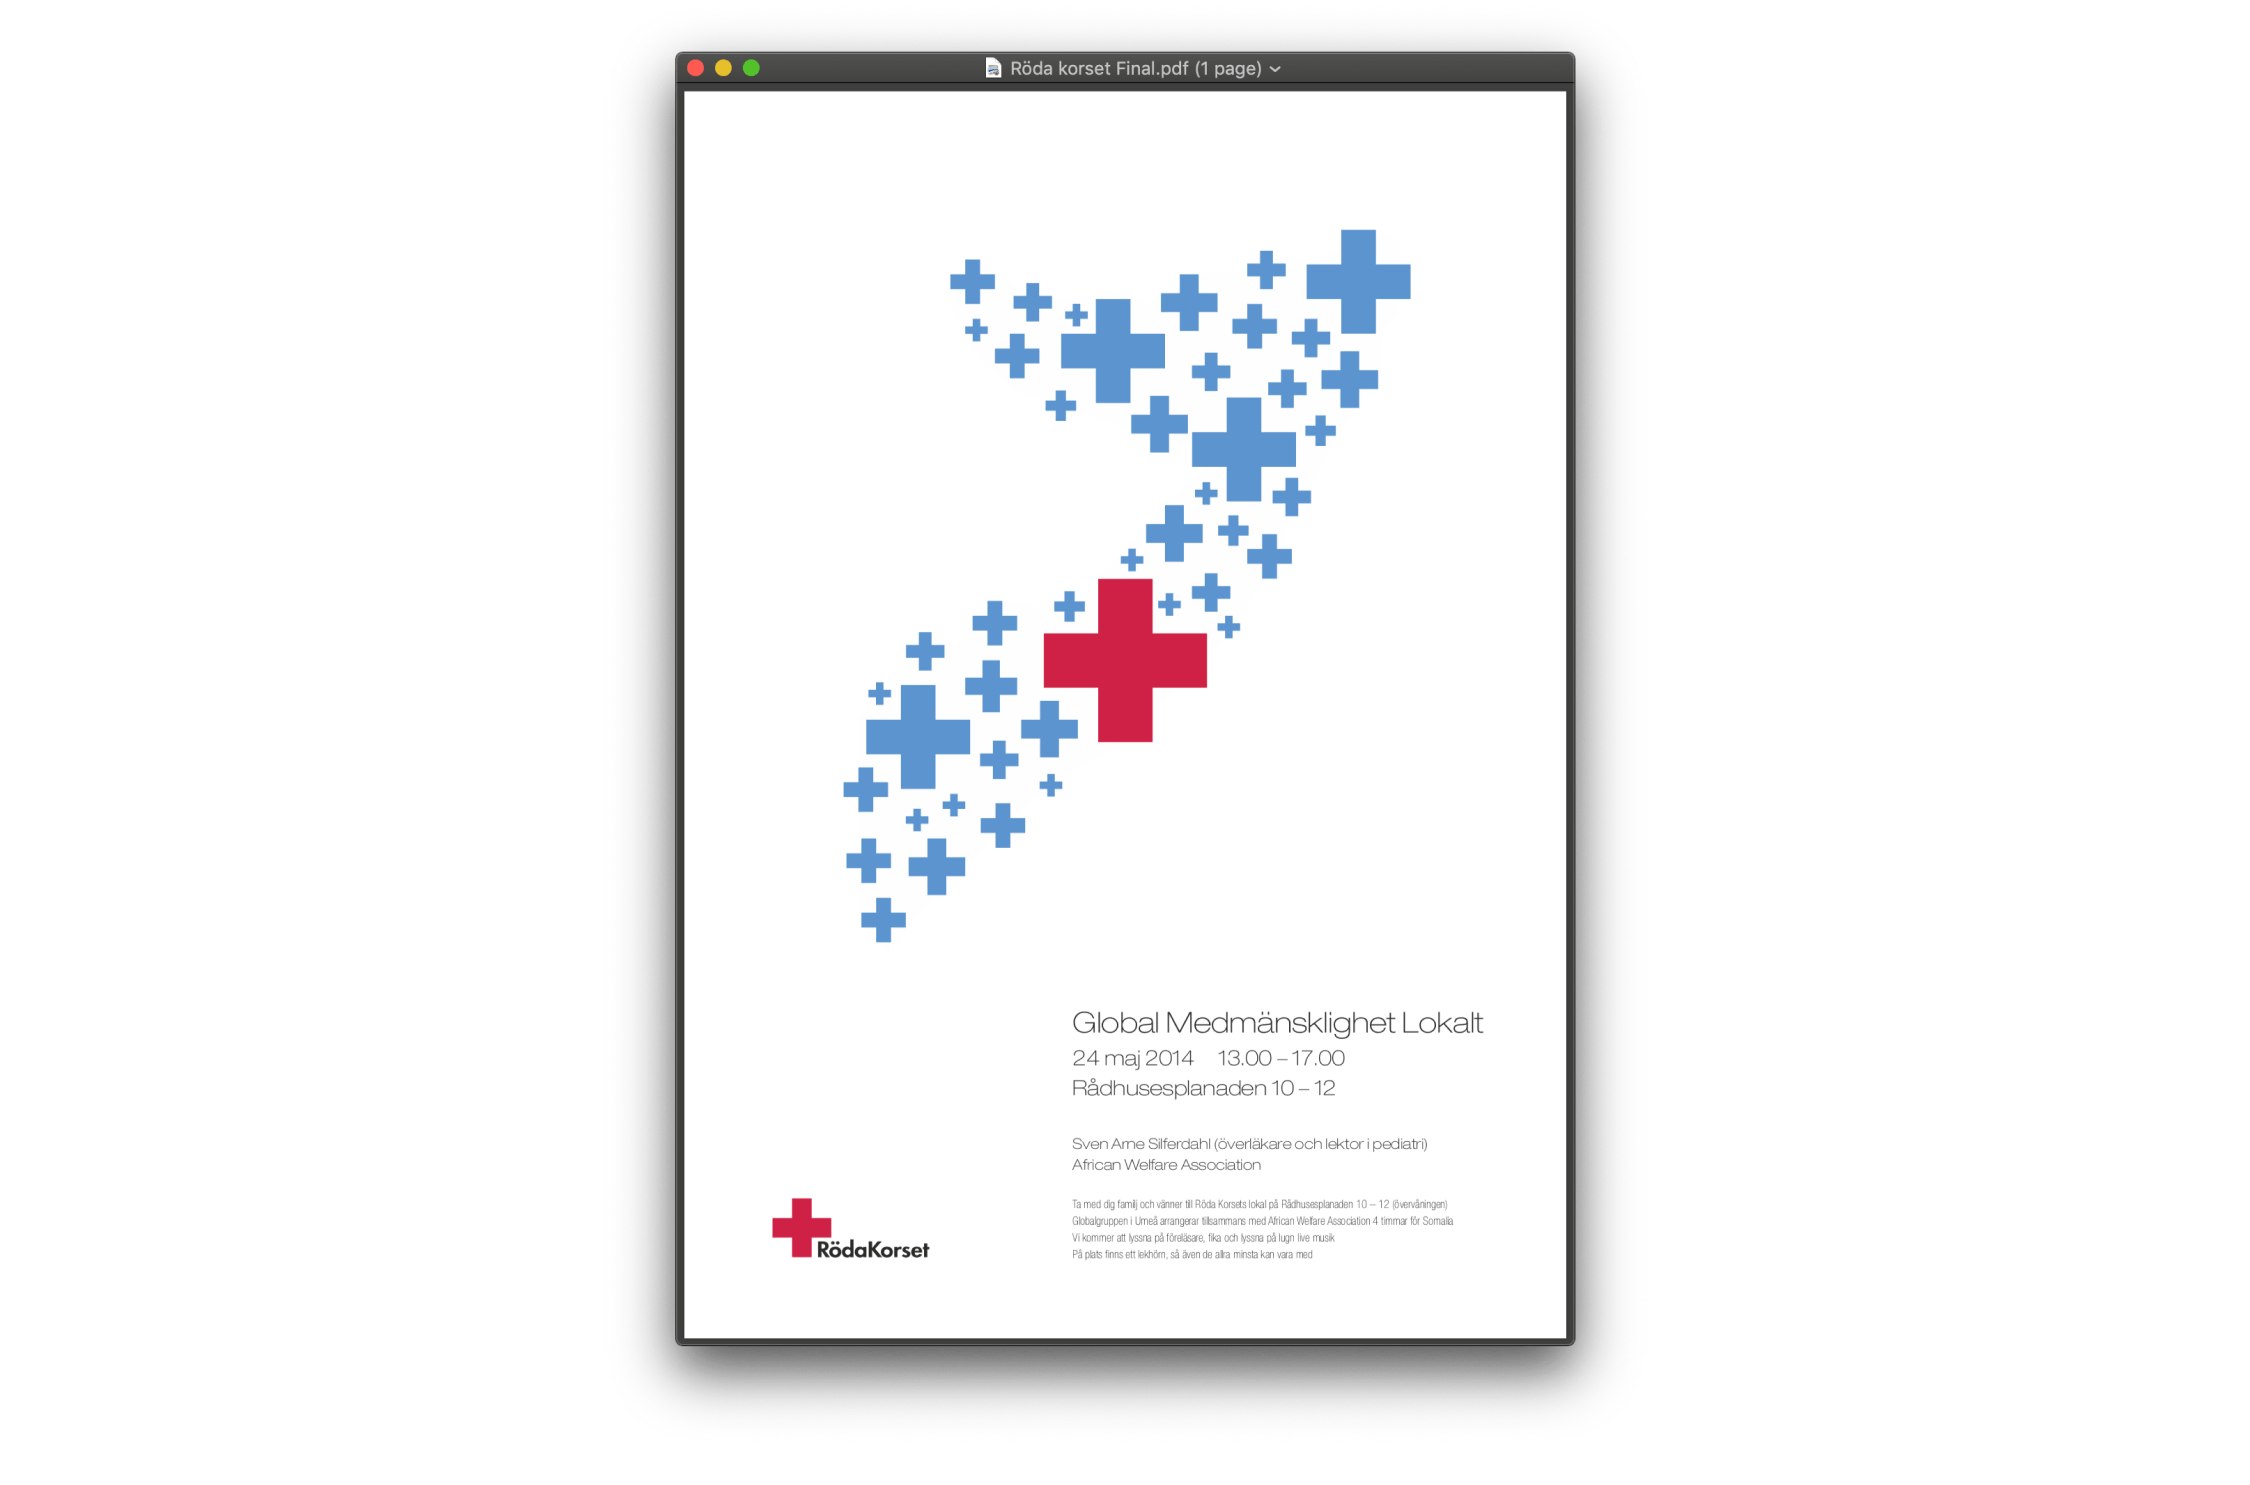 Röda korset Final.pdf (1 page)
Global Medmänsklighet Lokalt
24 maj 2014 13.00 – 17.00
Rådhusesplanaden 10 – 12
Sven Arne Silferdahl (överläkare och lektor i pediatri)
African Welfare Association
Ta med dig familj och vänner till Röda Korsets lokal på Rådhusesplanaden 10 – 12 (övervåningen)
Globalgruppen i Umeå arrangerar tillsammans med African Welfare Association 4 timmar för Somalia
Vi kommer att lyssna på föreläsare, fika och lyssna på lugn live musik
På plats finns ett lekhörn, så även de allra minsta kan vara med
RödaKorset